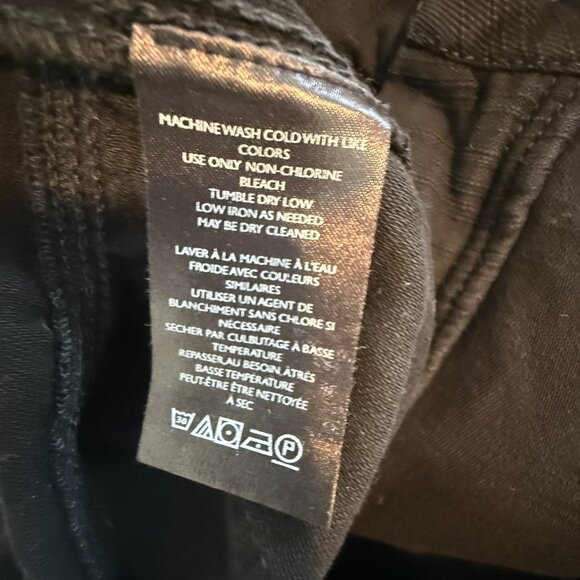 MACHINE WASH COLD WITH LIKE
COLORS
USE ONLY NON-CHLORINE
BLEACH
TUMBLE DRY LOW
LOW IRON AS NEEDED
MAY BE DRY CLEANED
LAVER À LA MACHINE À L'EAU
FROIDE AVEC COULEURS
SIMILAIRES
UTILISER UN AGENT DE
BLANCHIMENT SANS CHLORE SI
NÉCESSAIRE
SECHER PAR CULBUTAGE À BASSE
TEMPERATURE
REPASSER, AU BESOIN, À TRÈS
BASSE TEMPERATURE
PEUT-ÊTRE ÊTRE NETTOYÉE
À SEC
30 P